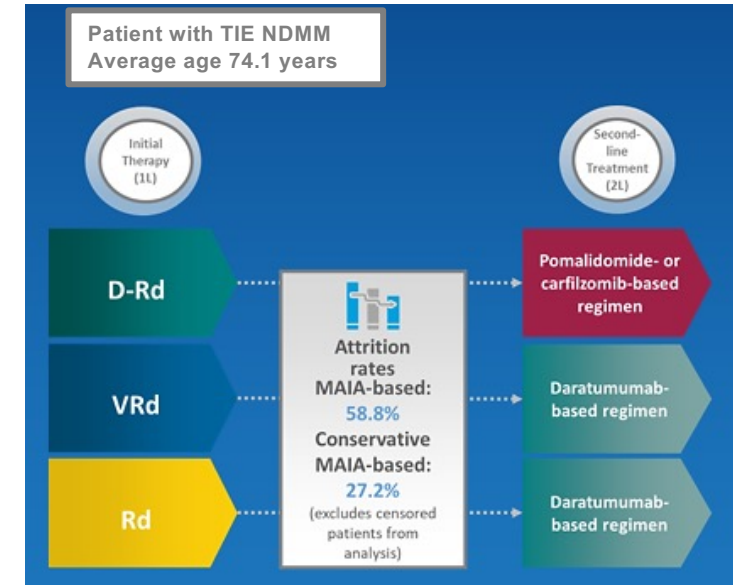 Patient with TIE NDMM
Average age 74.1 years
Initial
Therapy
(1L)
Second-
line
Treatment
(2L)
D-Rd
Pomalidomide- or
carfilzomib-based
regimen
Attrition
rates
MAIA-based:
58.8%
Conservative
MAIA-based:
27.2%
(excludes censored
patients from
analysis)
VRd
Daratumumab-
based regimen
Rd
Daratumumab-
based regimen